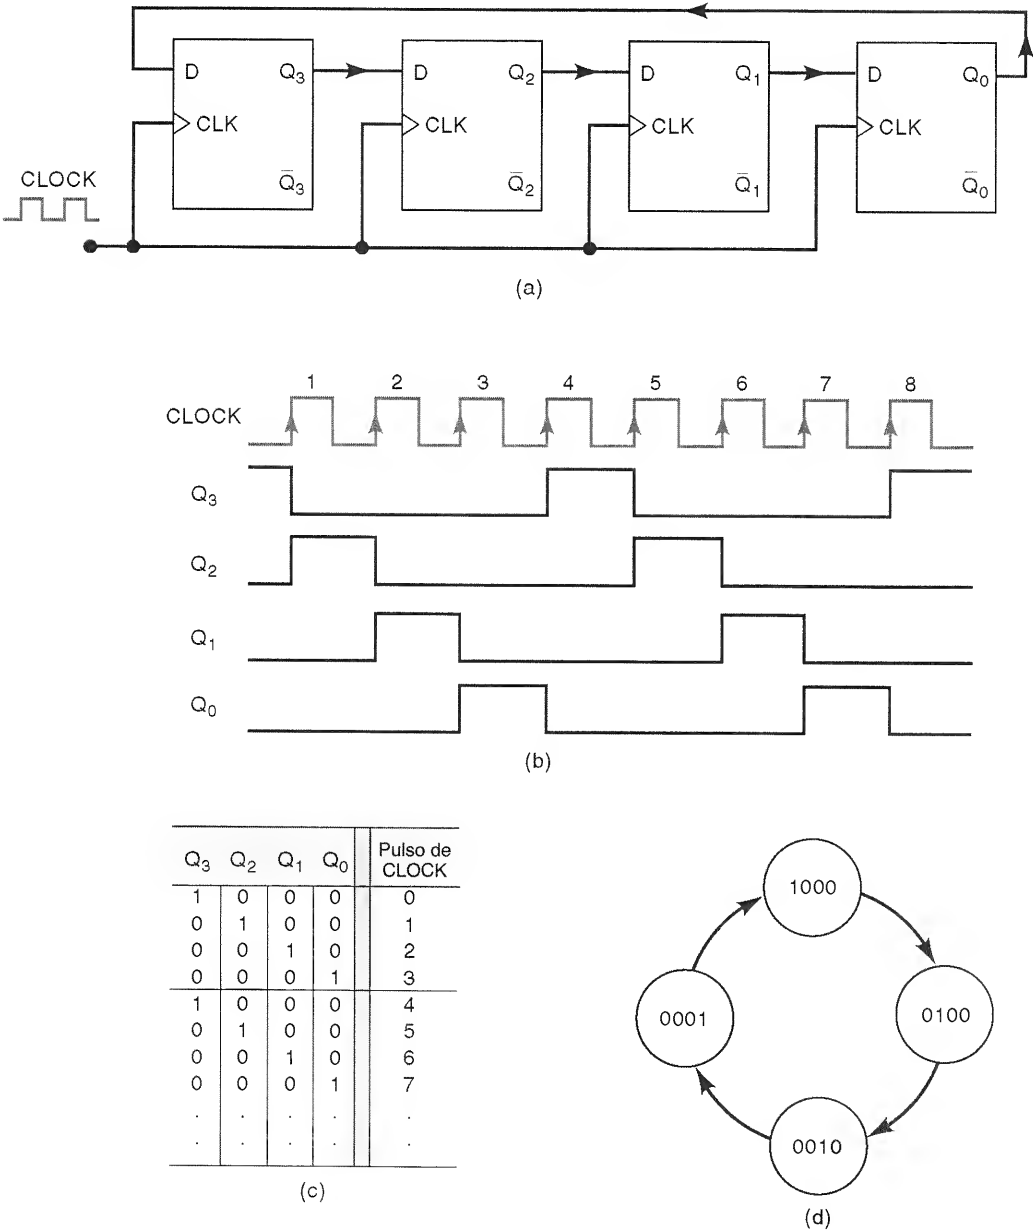 D Q3 D Q2 D Q1 D Q0
CLK CLK CLK CLK
CLOCK
Q̅3 Q̅2 Q̅1 Q̅0
(a)
1 2 3 4 5 6 7 8
CLOCK
Q3
Q2
Q1
Q0
(b)
Q3 Q2 Q1 Q0 Pulso de CLOCK
1 0 0 0 0
0 1 0 0 1
0 0 1 0 2
0 0 0 1 3
1 0 0 0 4
0 1 0 0 5
0 0 1 0 6
0 0 0 1 7
. . . . .
. . . . .
(c)
1000
0001
0100
0010
(d)